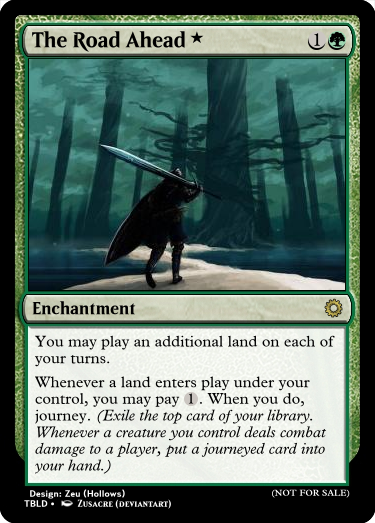 The Road Ahead ★ 1
Enchantment
You may play an additional land on each of
your turns.
Whenever a land enters play under your
control, you may pay 1. When you do,
journey. (Exile the top card of your library.
Whenever a creature you control deals combat
damage to a player, put a journeyed card into
your hand.)
Design: Zeu (Hollows) (NOT FOR SALE)
TBLD • Zusacre (deviantart)